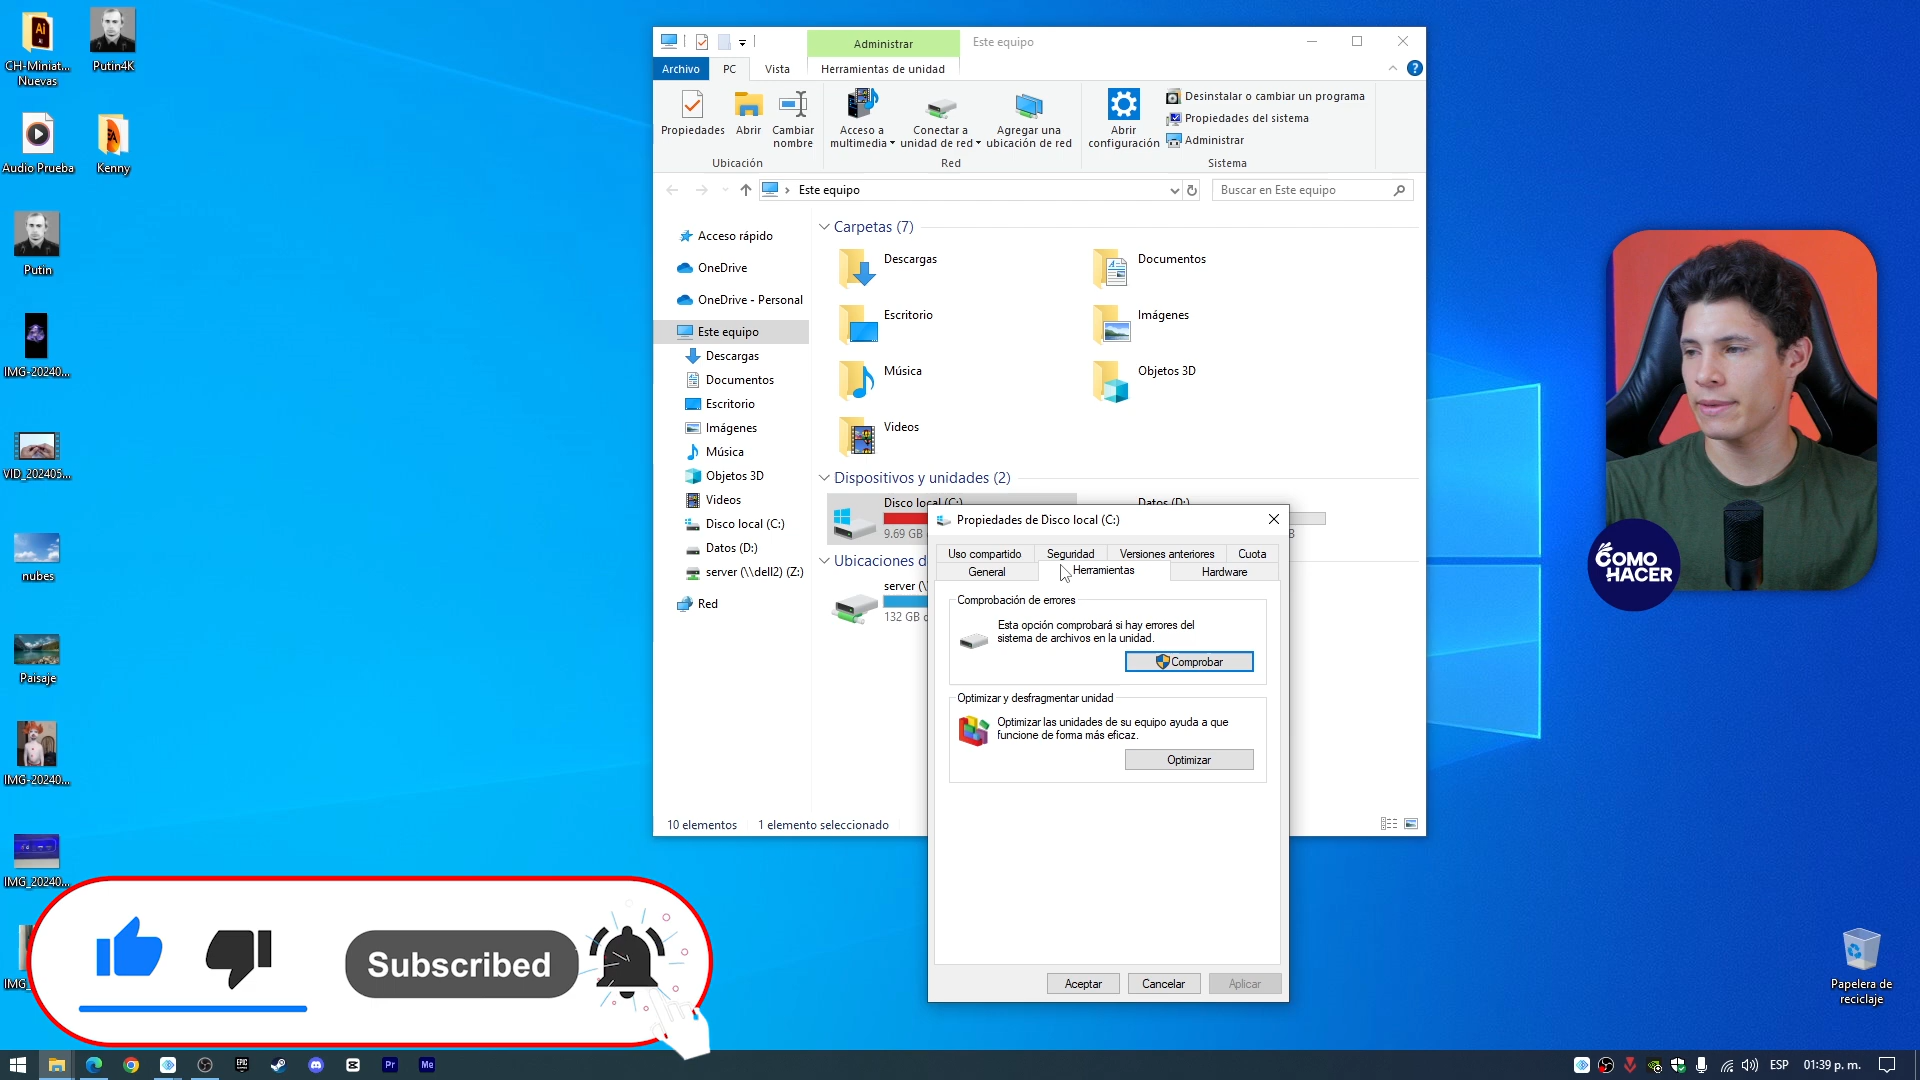 CH-Miniat...
Nuevas
Putin4K
Audio Prueba
Kenny
Putin
IMG-20240...
VID_202405...
nubes
Paisaje
IMG-20240...
IMG_20240...
Subscribed
Administrar
Este equipo
Archivo
PC
Vista
Herramientas de unidad
Propiedades
Abrir
Cambiar
nombre
Acceso a
multimedia
Conectar a
unidad de red
Agregar una
ubicación de red
Abrir
configuración
Desinstalar o cambiar un programa
Propiedades del sistema
Administrar
Ubicación
Red
Sistema
Este equipo
Buscar en Este equipo
Acceso rápido
OneDrive
OneDrive - Personal
Este equipo
Descargas
Documentos
Escritorio
Imágenes
Música
Objetos 3D
Videos
Disco local (C:)
Datos (D:)
server (\\dell2) (Z:)
Red
Carpetas (7)
Descargas
Documentos
Escritorio
Imágenes
Música
Objetos 3D
Videos
Dispositivos y unidades (2)
Disco local (C:)
9.69 GB
Datos (D:)
Ubicaciones d
server (\
132 GB
10 elementos
1 elemento seleccionado
Propiedades de Disco local (C:)
Uso compartido
Seguridad
Versiones anteriores
Cuota
General
Herramientas
Hardware
Comprobación de errores
Esta opción comprobará si hay errores del
sistema de archivos en la unidad.
Comprobar
Optimizar y desfragmentar unidad
Optimizar las unidades de su equipo ayuda a que
funcione de forma más eficaz.
Optimizar
Aceptar
Cancelar
Aplicar
COMO
HACER
Papelera de
reciclaje
EPIC
Pr
Me
ESP
01:39 p. m.